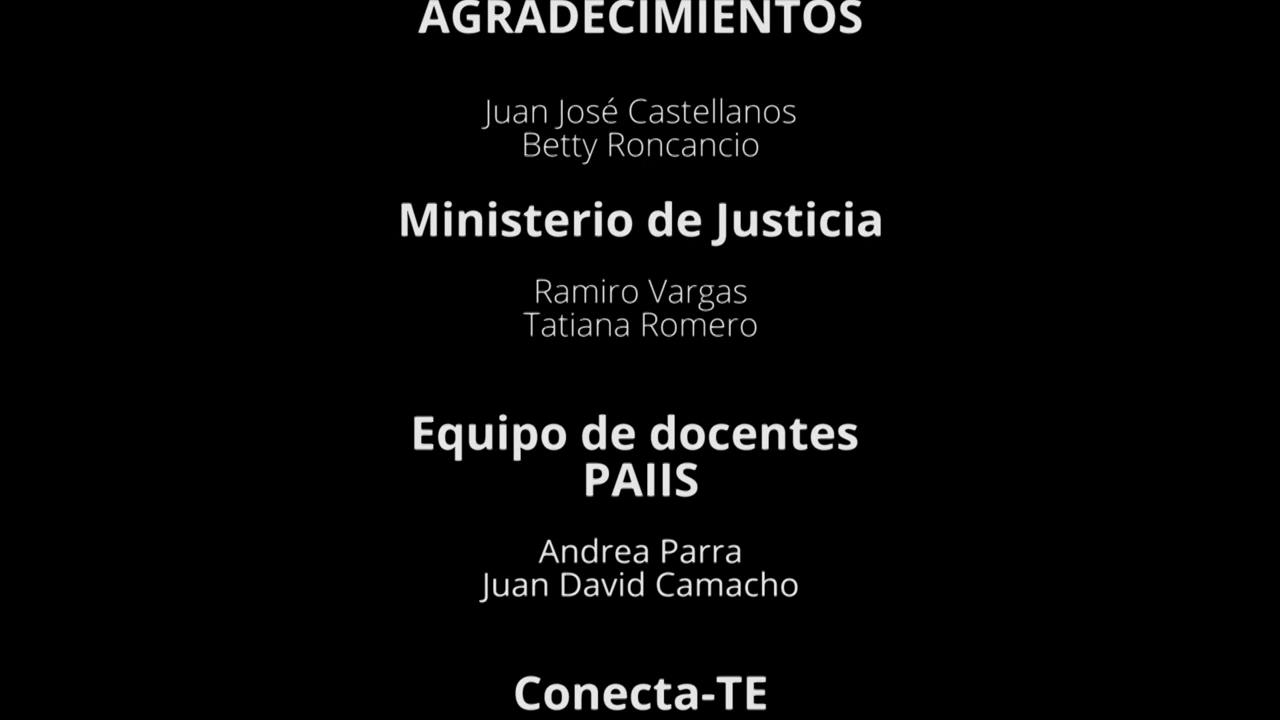 AGRADECIMIENTOS
Juan José Castellanos
Betty Roncancio
Ministerio de Justicia
Ramiro Vargas
Tatiana Romero
Equipo de docentes
PAIIS
Andrea Parra
Juan David Camacho
Conecta-TE